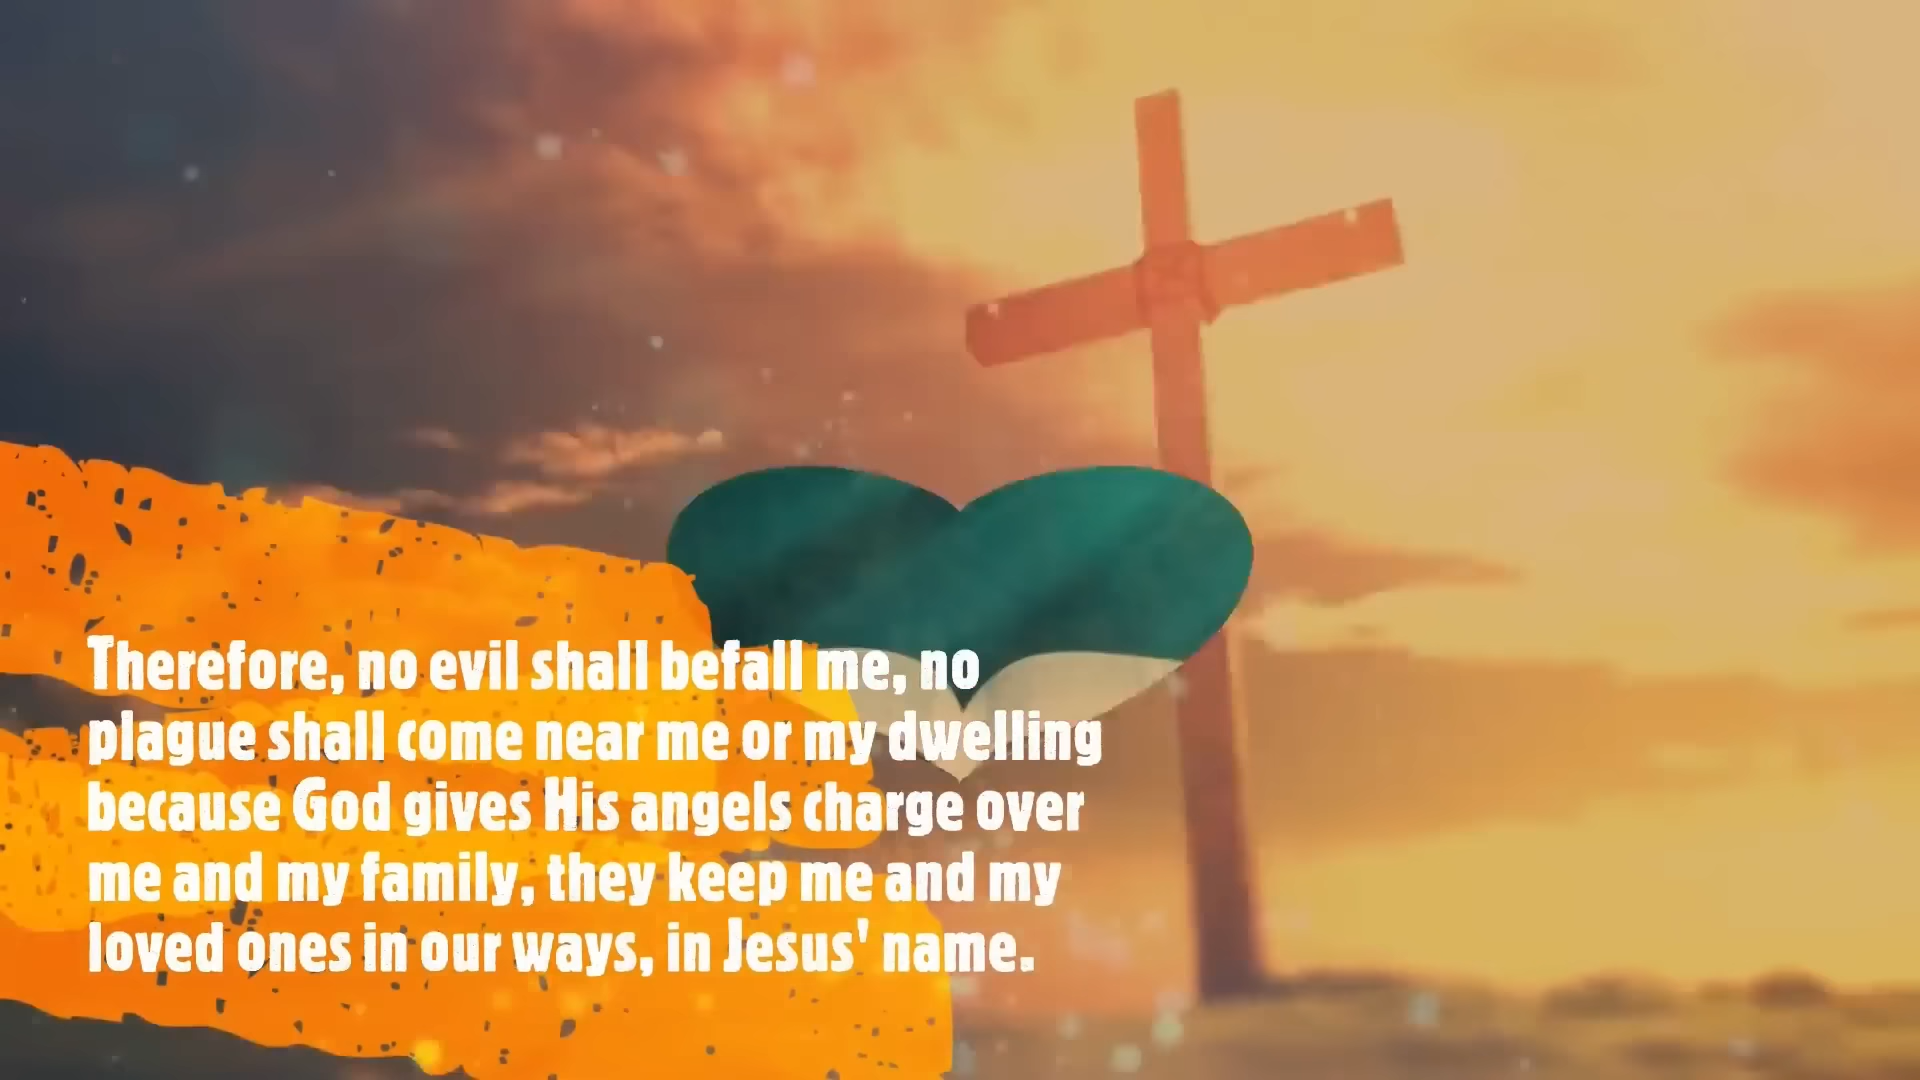 Therefore, no evil shall befall me, no
plague shall come near me or my dwelling
because God gives His angels charge over
me and my family, they keep me and my
loved ones in our ways, in Jesus' name.